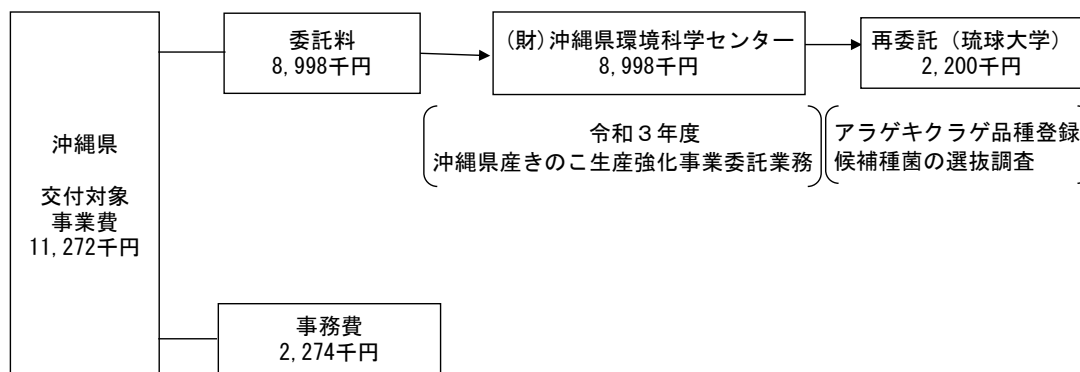 沖縄県
交付対象
事業費
11,272千円
委託料
8,998千円
(財)沖縄県環境科学センター
8,998千円
再委託（琉球大学）
2,200千円
令和３年度
沖縄県産きのこ生産強化事業委託業務
アラゲキクラゲ品種登録
候補種菌の選抜調査
事務費
2,274千円